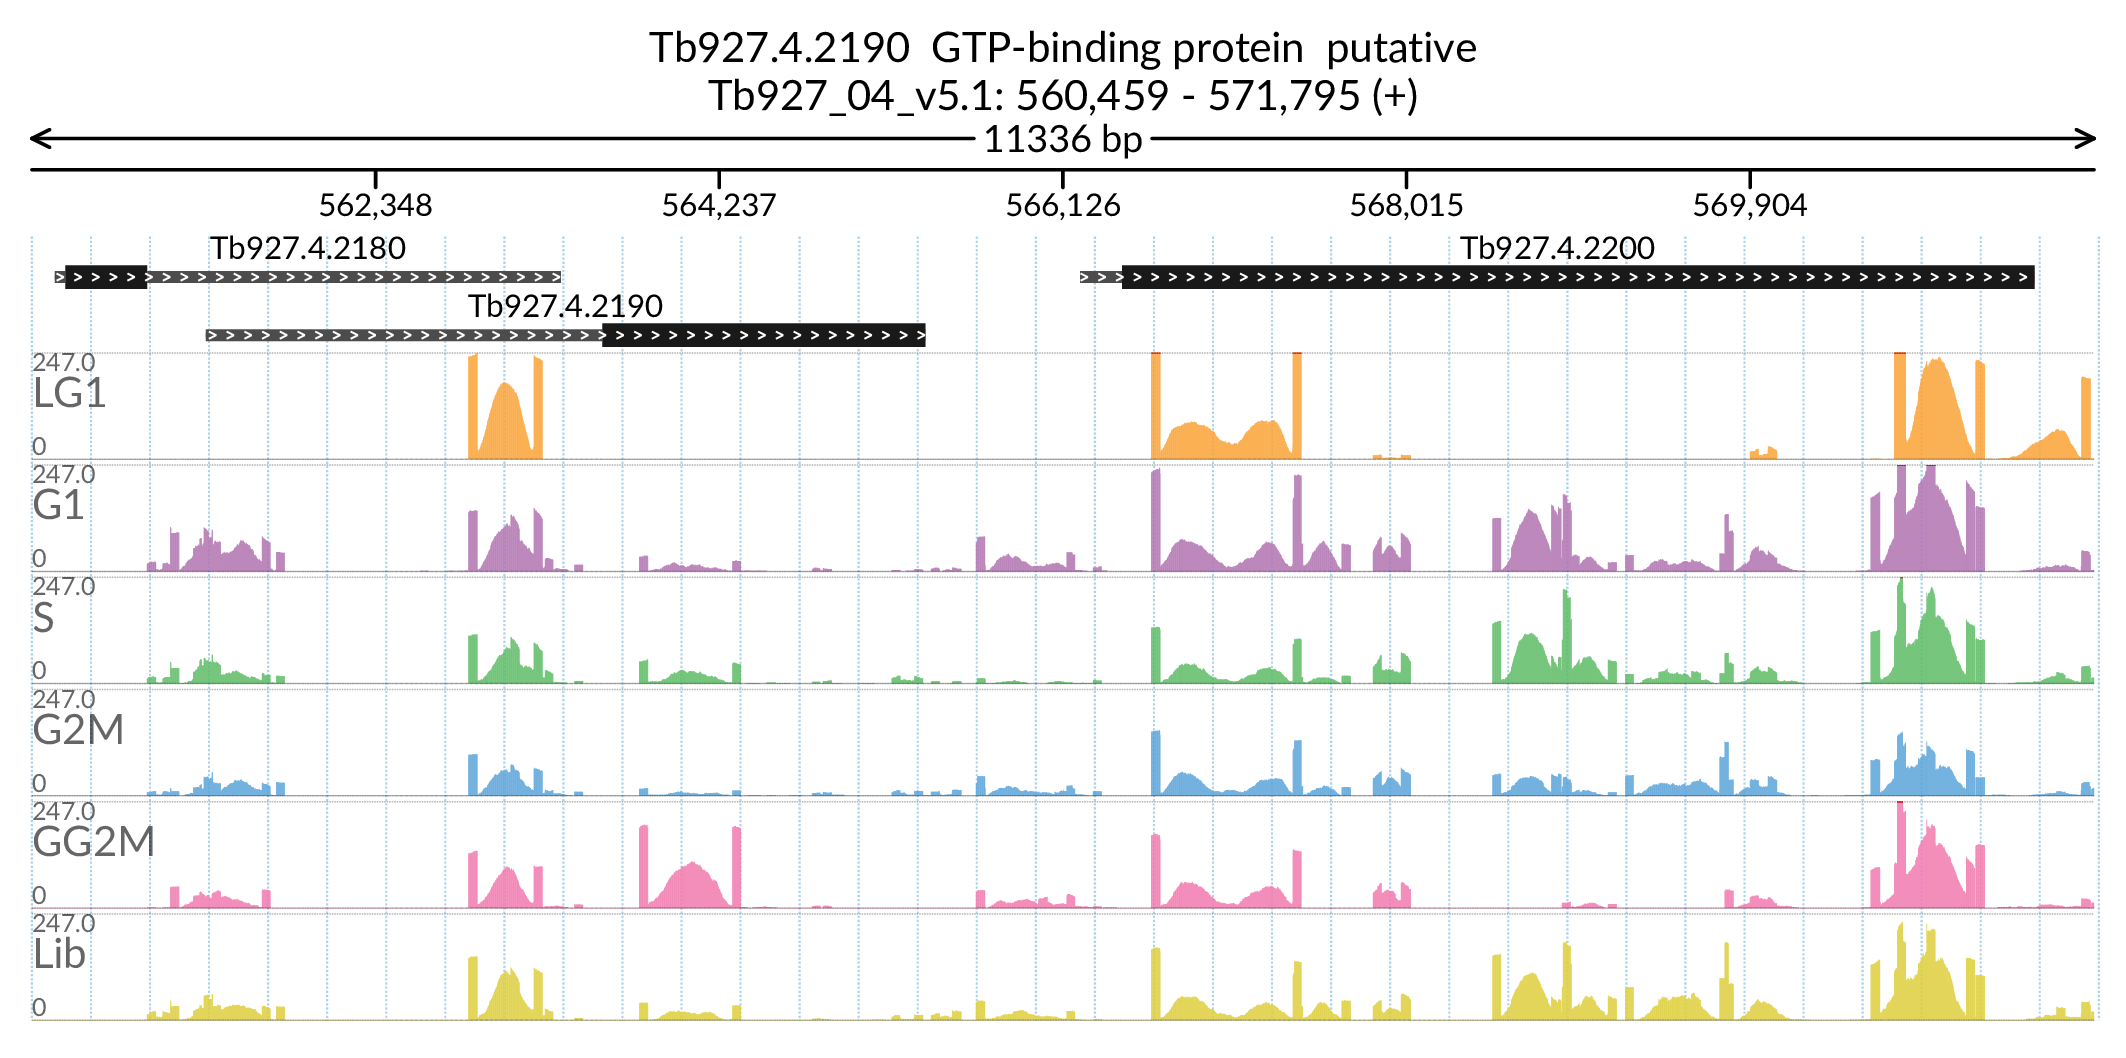 Tb927.4.2190  GTP-binding protein  putative
Tb927_04_v5.1: 560,459 - 571,795 (+)
11336 bp
562,348 564,237 566,126 568,015 569,904
Tb927.4.2180 Tb927.4.2200
Tb927.4.2190
247.0
LG1
0
247.0
G1
0
247.0
S
0
247.0
G2M
0
247.0
GG2M
0
247.0
Lib
0